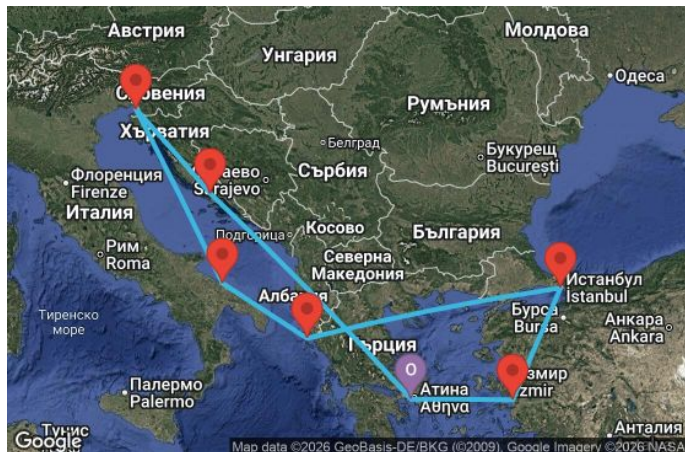 Австрия
Молдова
Унгария
Одеса
Словения
Румъния
Хърватия
Белград
Букурещ
București
Сърбия
Флоренция
Firenze
Sarajevo
Италия
Подгорица
Косово
България
Рим
Roma
Северна
Македония
Истанбул
İstanbul
Албания
Бурса
Bursa
Тиренско
море
Анкара
Ankara
Гърция
O
Измир
İzmir
Палермо
Palermo
Атина
Αθήνα
Тунис
Анталия
Google
Map data ©2026 GeoBasis-DE/BKG (©2009), Google Imagery ©2026 NASA